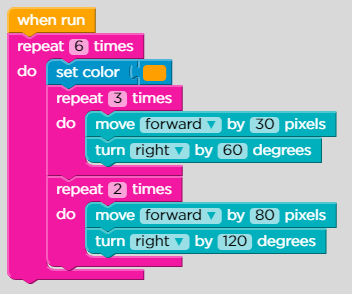 when run
repeat 6 times
do set color
repeat 3 times
do move forward ▼ by 30 pixels
turn right ▼ by 60 degrees
repeat 2 times
do move forward ▼ by 80 pixels
turn right ▼ by 120 degrees